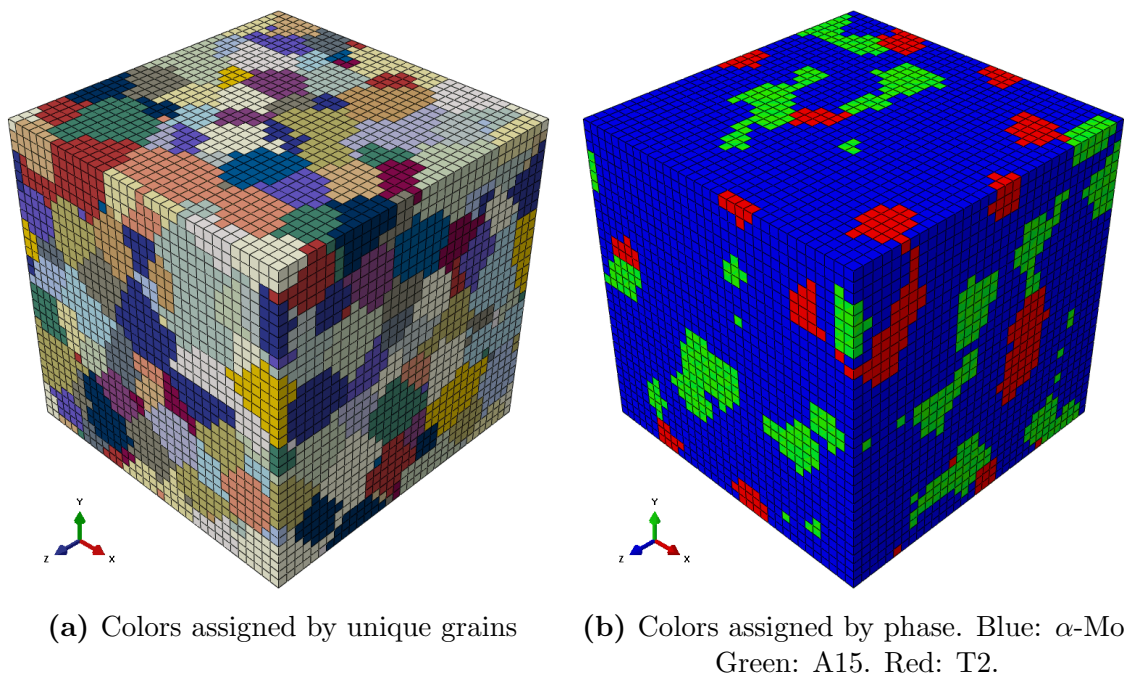 Y
Z
X
Y
Z
X
(a) Colors assigned by unique grains
(b) Colors assigned by phase. Blue: α-Mo
Green: A15. Red: T2.